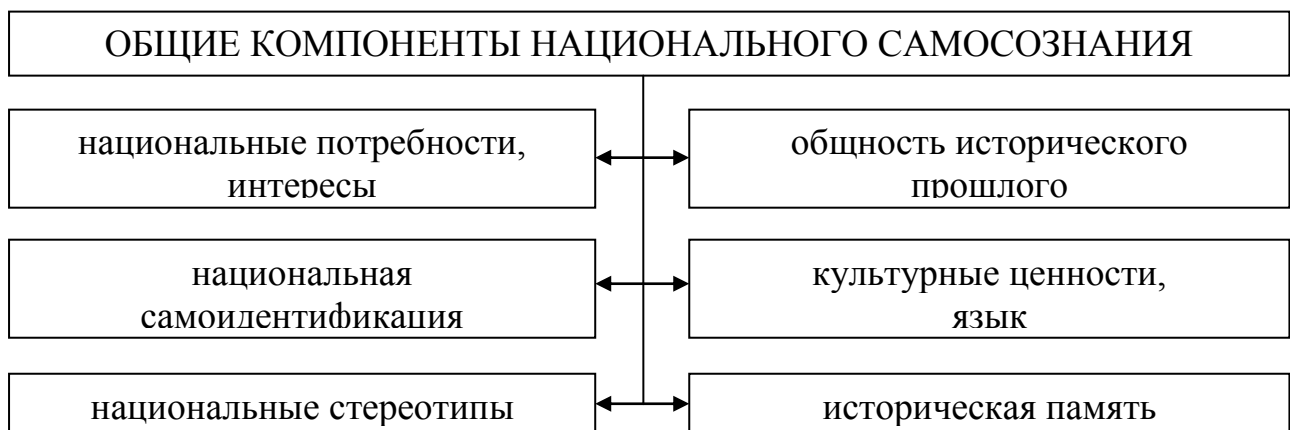 ОБЩИЕ КОМПОНЕНТЫ НАЦИОНАЛЬНОГО САМОСОЗНАНИЯ
национальные потребности,
интересы
общность исторического
прошлого
национальная
самоидентификация
культурные ценности,
язык
национальные стереотипы
историческая память